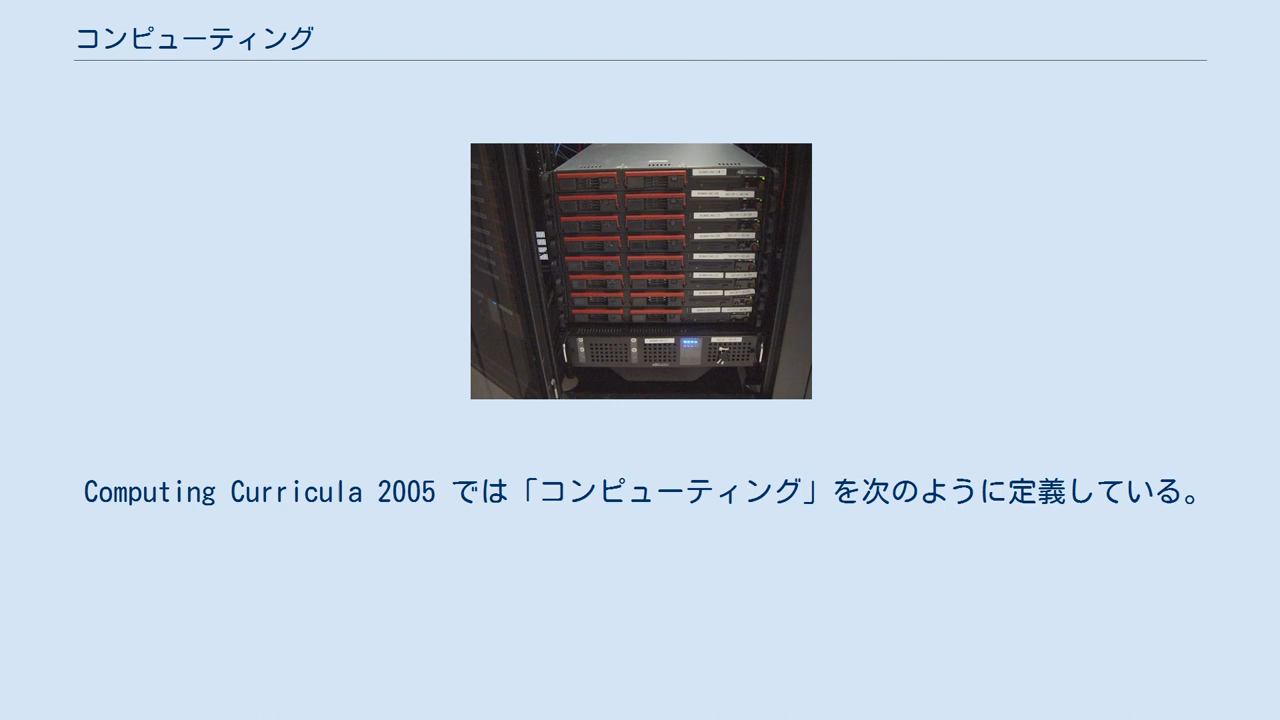 コンピューティング
Computing Curricula 2005 では「コンピューティング」を次のように定義している。